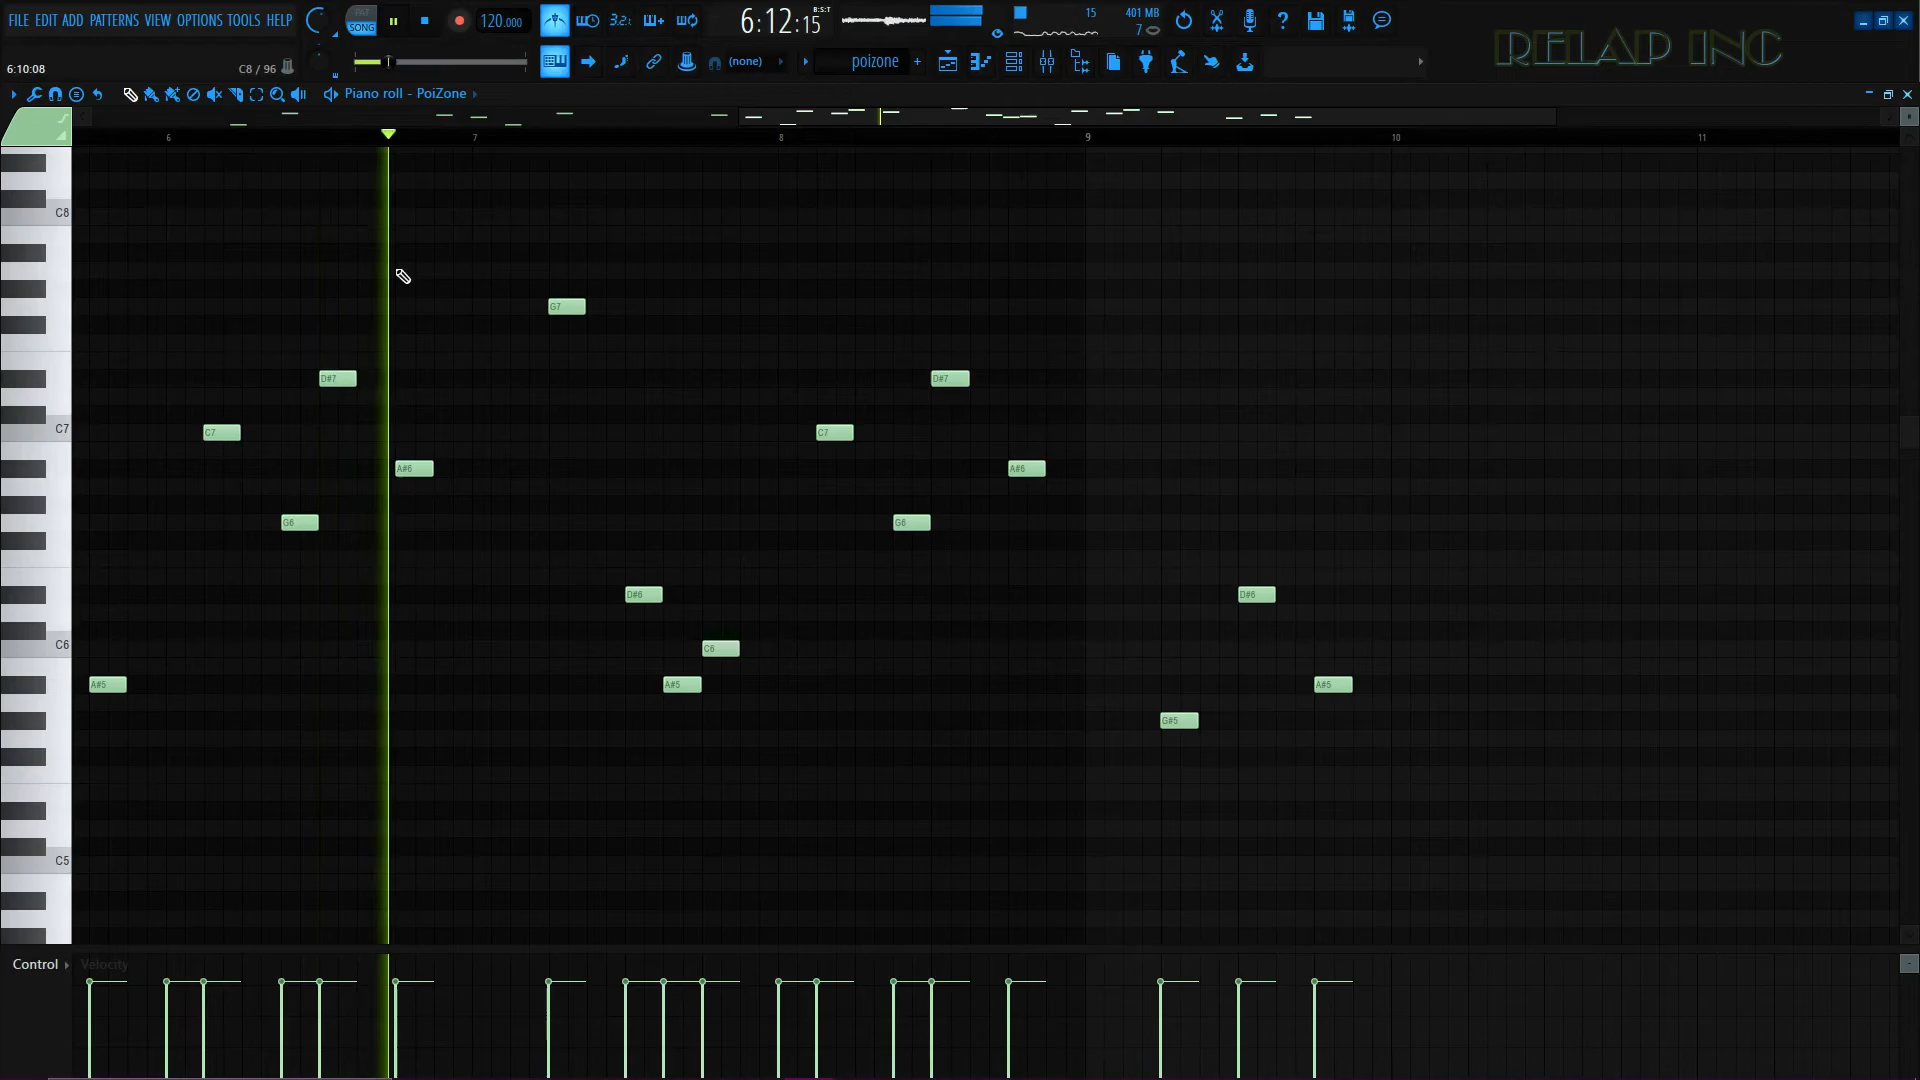 FILE EDIT ADD PATTERNS VIEW OPTIONS TOOLS HELP
PAT
SONG
120.000
3.2:
6:12:15
B:S:T
15
401 MB
7
RELAP INC
6:10:08
C8 / 96
(none)
poizone
Piano roll - PoiZone
6
7
8
9
10
11
C8
G7
D#7
D#7
C7
C7
C7
A#6
A#6
G6
G6
D#6
D#6
C6
C6
A#5
A#5
A#5
G#5
C5
Control
Velocity